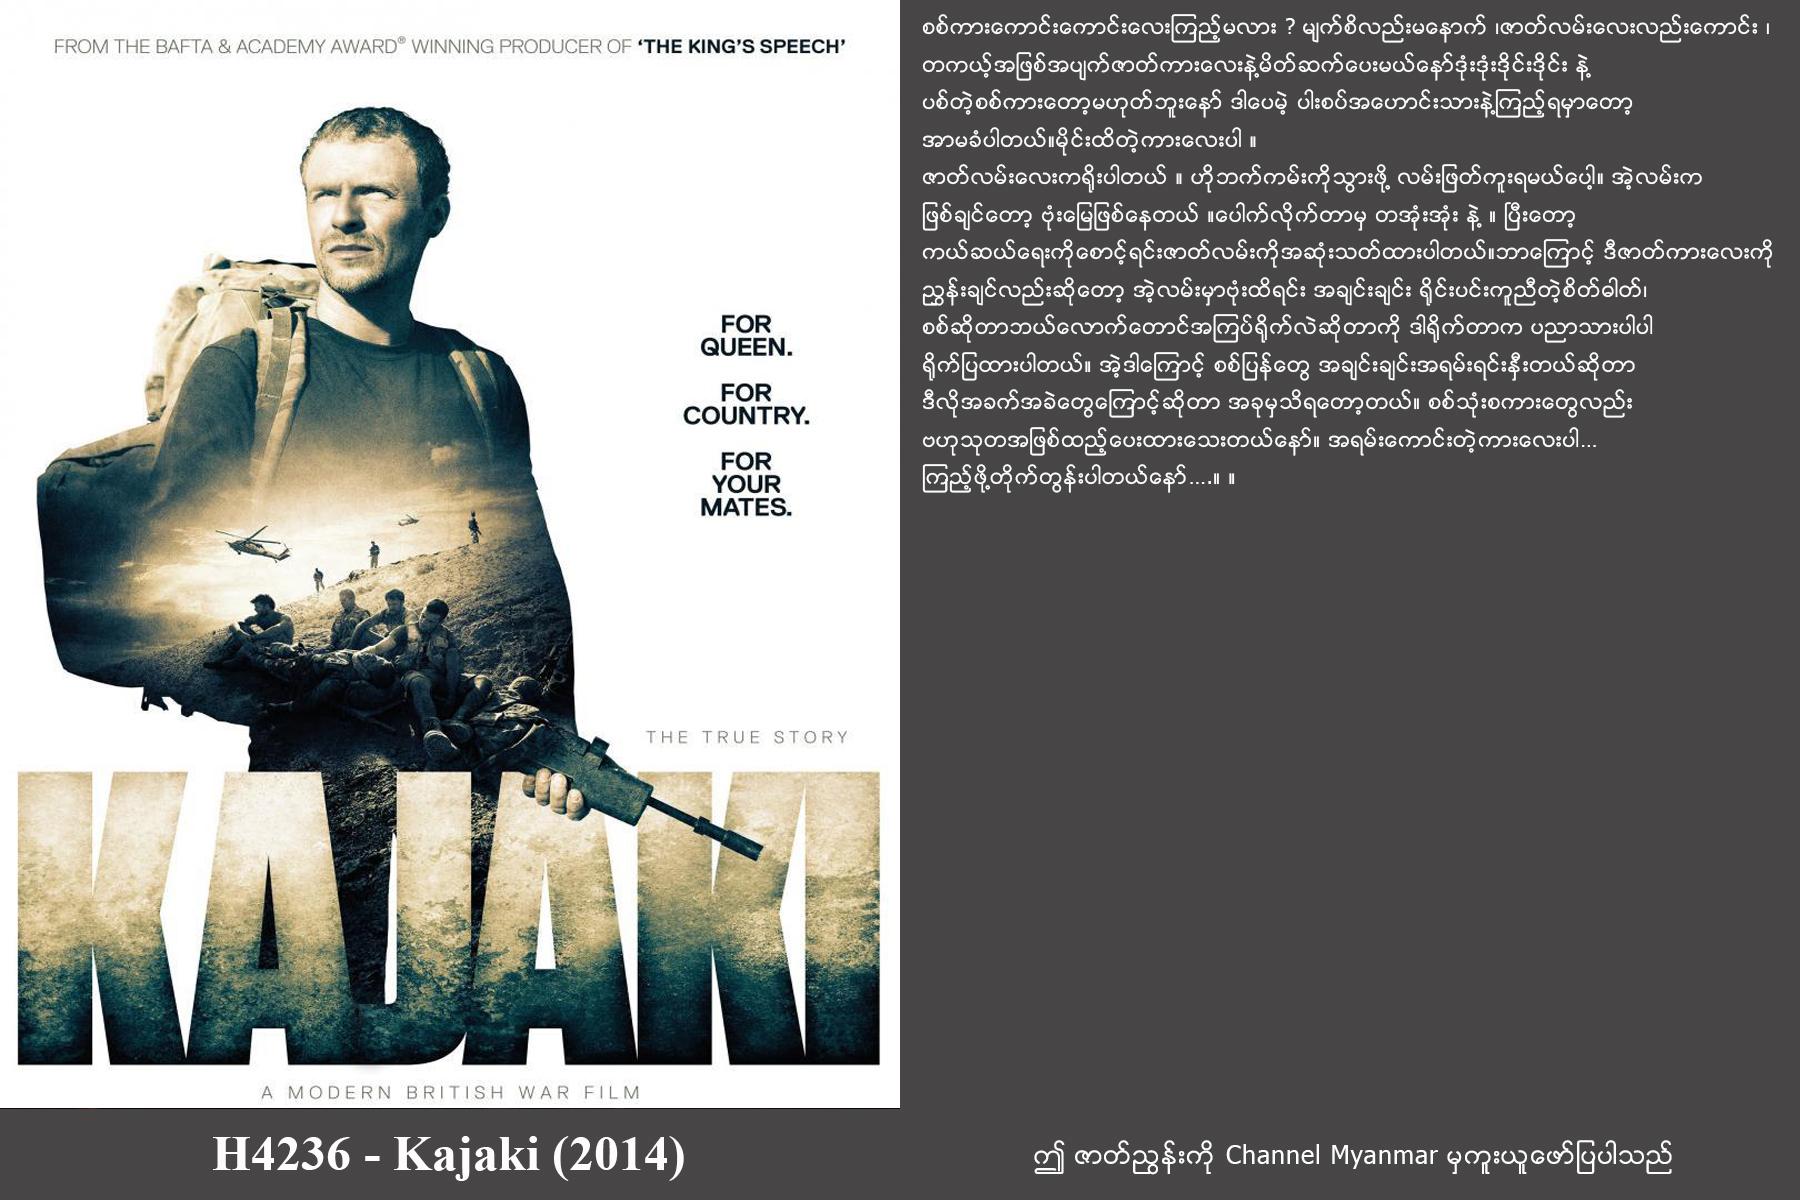 FROM THE BAFTA & ACADEMY AWARD® WINNING PRODUCER OF ‘THE KING’S SPEECH’
FOR
QUEEN.
FOR
COUNTRY.
FOR
YOUR
MATES.
THE TRUE STORY
KAJAKI
A MODERN BRITISH WAR FILM
H4236 - Kajaki (2014)
စစ်ကားကောင်းကောင်းလေးကြည့်မလား ? မျက်စိလည်းမနောက် ၊ဇာတ်လမ်းလေးလည်းကောင်း ၊
တကယ့်အဖြစ်အပျက်ဇာတ်ကားလေးနဲ့မိတ်ဆက်ပေးမယ်နော်ဒုံးဒုံးဒိုင်းဒိုင်း နဲ့
ပစ်တဲ့စစ်ကားတော့မဟုတ်ဘူးနော် ဒါပေမဲ့ ပါးစပ်အဟောင်းသားနဲ့ကြည့်ရမှာတော့
အာမခံပါတယ်။မိုင်းထိတဲ့ကားလေးပါ ။
ဇာတ်လမ်းလေးကရိုးပါတယ် ။ ဟိုဘက်ကမ်းကိုသွားဖို့ လမ်းဖြတ်ကူးရမယ်ပေါ့။ အဲ့လမ်းက
ဖြစ်ချင်တော့ ဗုံးမြေဖြစ်နေတယ် ။ပေါက်လိုက်တာမှ တအုံးအုံး နဲ့ ။ ပြီးတော့
ကယ်ဆယ်ရေးကိုစောင့်ရင်းဇာတ်လမ်းကိုအဆုံးသတ်ထားပါတယ်။ဘာကြောင့် ဒီဇာတ်ကားလေးကို
ညွှန်းချင်လည်းဆိုတော့ အဲ့လမ်းမှာဗုံးထိရင်း အချင်းချင်း ရိုင်းပင်းကူညီတဲ့စိတ်ဓါတ်၊
စစ်ဆိုတာဘယ်လောက်တောင်အကြပ်ရိုက်လဲဆိုတာကို ဒါရိုက်တာက ပညာသားပါပါ
ရိုက်ပြထားပါတယ်။ အဲ့ဒါကြောင့် စစ်ပြန်တွေ အချင်းချင်းအရမ်းရင်းနှီးတယ်ဆိုတာ
ဒီလိုအခက်အခဲတွေကြောင့်ဆိုတာ အခုမှသိရတော့တယ်။ စစ်သုံးစကားတွေလည်း
ဗဟုသုတအဖြစ်ထည့်ပေးထားသေးတယ်နော်။ အရမ်းကောင်းတဲ့ကားလေးပါ...
ကြည့်ဖို့တိုက်တွန်းပါတယ်နော်....။ ။
ဤ ဇာတ်ညွှန်းကို Channel Myanmar မှကူးယူဖော်ပြပါသည်